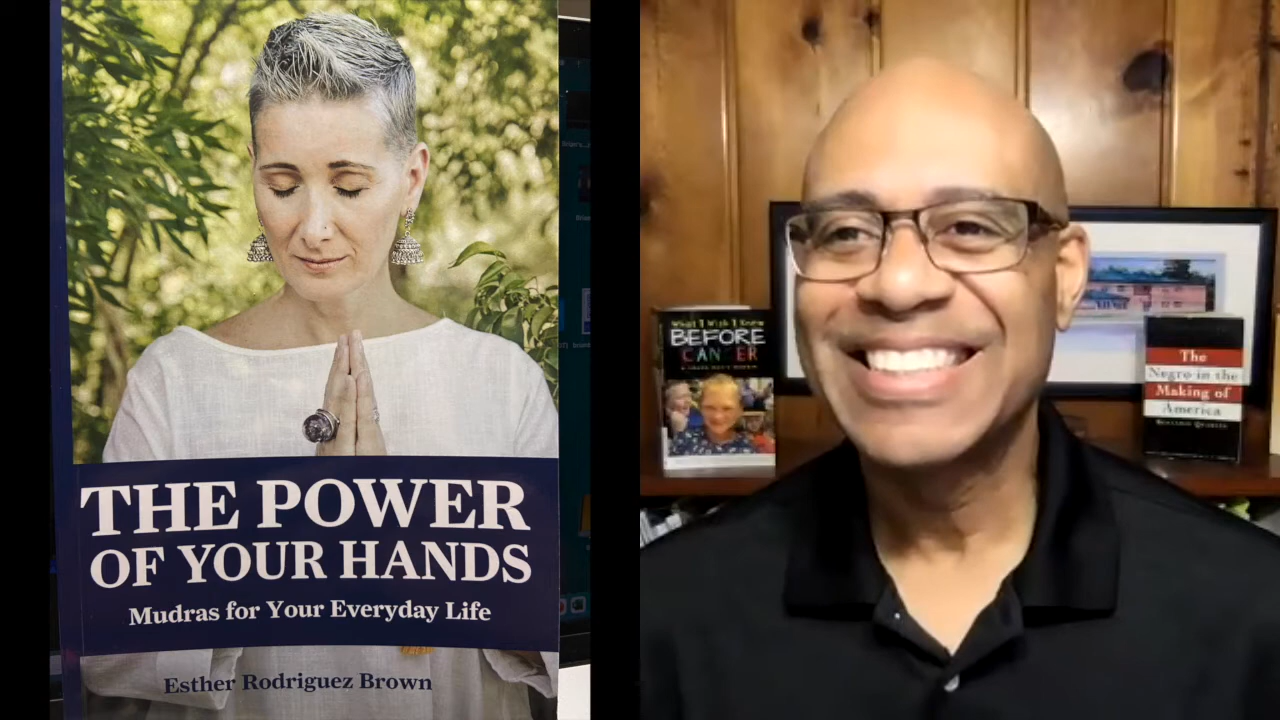 THE POWER
OF YOUR HANDS
Mudras for Your Everyday Life
Esther Rodriguez Brown
What I Wish I Knew
BEFORE
CANCER
The
Negro in the
Making of
America